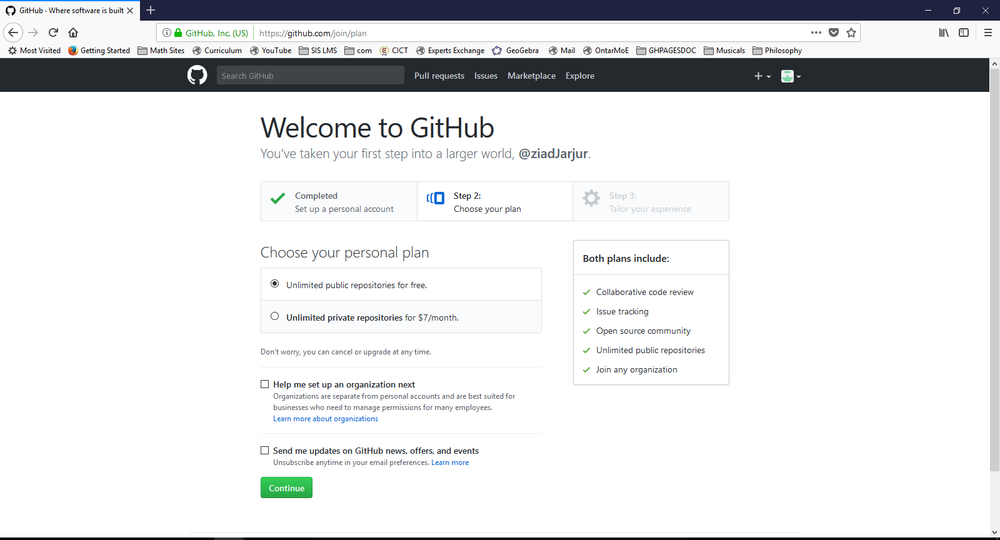 GitHub · Where software is built
GitHub, Inc. (US)
https://github.com/join/plan
Most Visited
Getting Started
Math Sites
Curriculum
YouTube
SIS LMS
com
CICT
Experts Exchange
GeoGebra
Mail
OntarMoE
GHPAGESDOC
Musicals
Philosophy
Search GitHub
Pull requests
Issues
Marketplace
Explore
Welcome to GitHub
You’ve taken your first step into a larger world, @ziadJarjur.
Completed
Set up a personal account
Step 2:
Choose your plan
Step 3:
Tailor your experience
Choose your personal plan
Unlimited public repositories for free.
Unlimited private repositories for $7/month.
Don’t worry, you can cancel or upgrade at any time.
Help me set up an organization next
Organizations are separate from personal accounts and are best suited for
businesses who need to manage permissions for many employees.
Learn more about organizations
Send me updates on GitHub news, offers, and events
Unsubscribe anytime in your email preferences. Learn more
Continue
Both plans include:
Collaborative code review
Issue tracking
Open source community
Unlimited public repositories
Join any organization